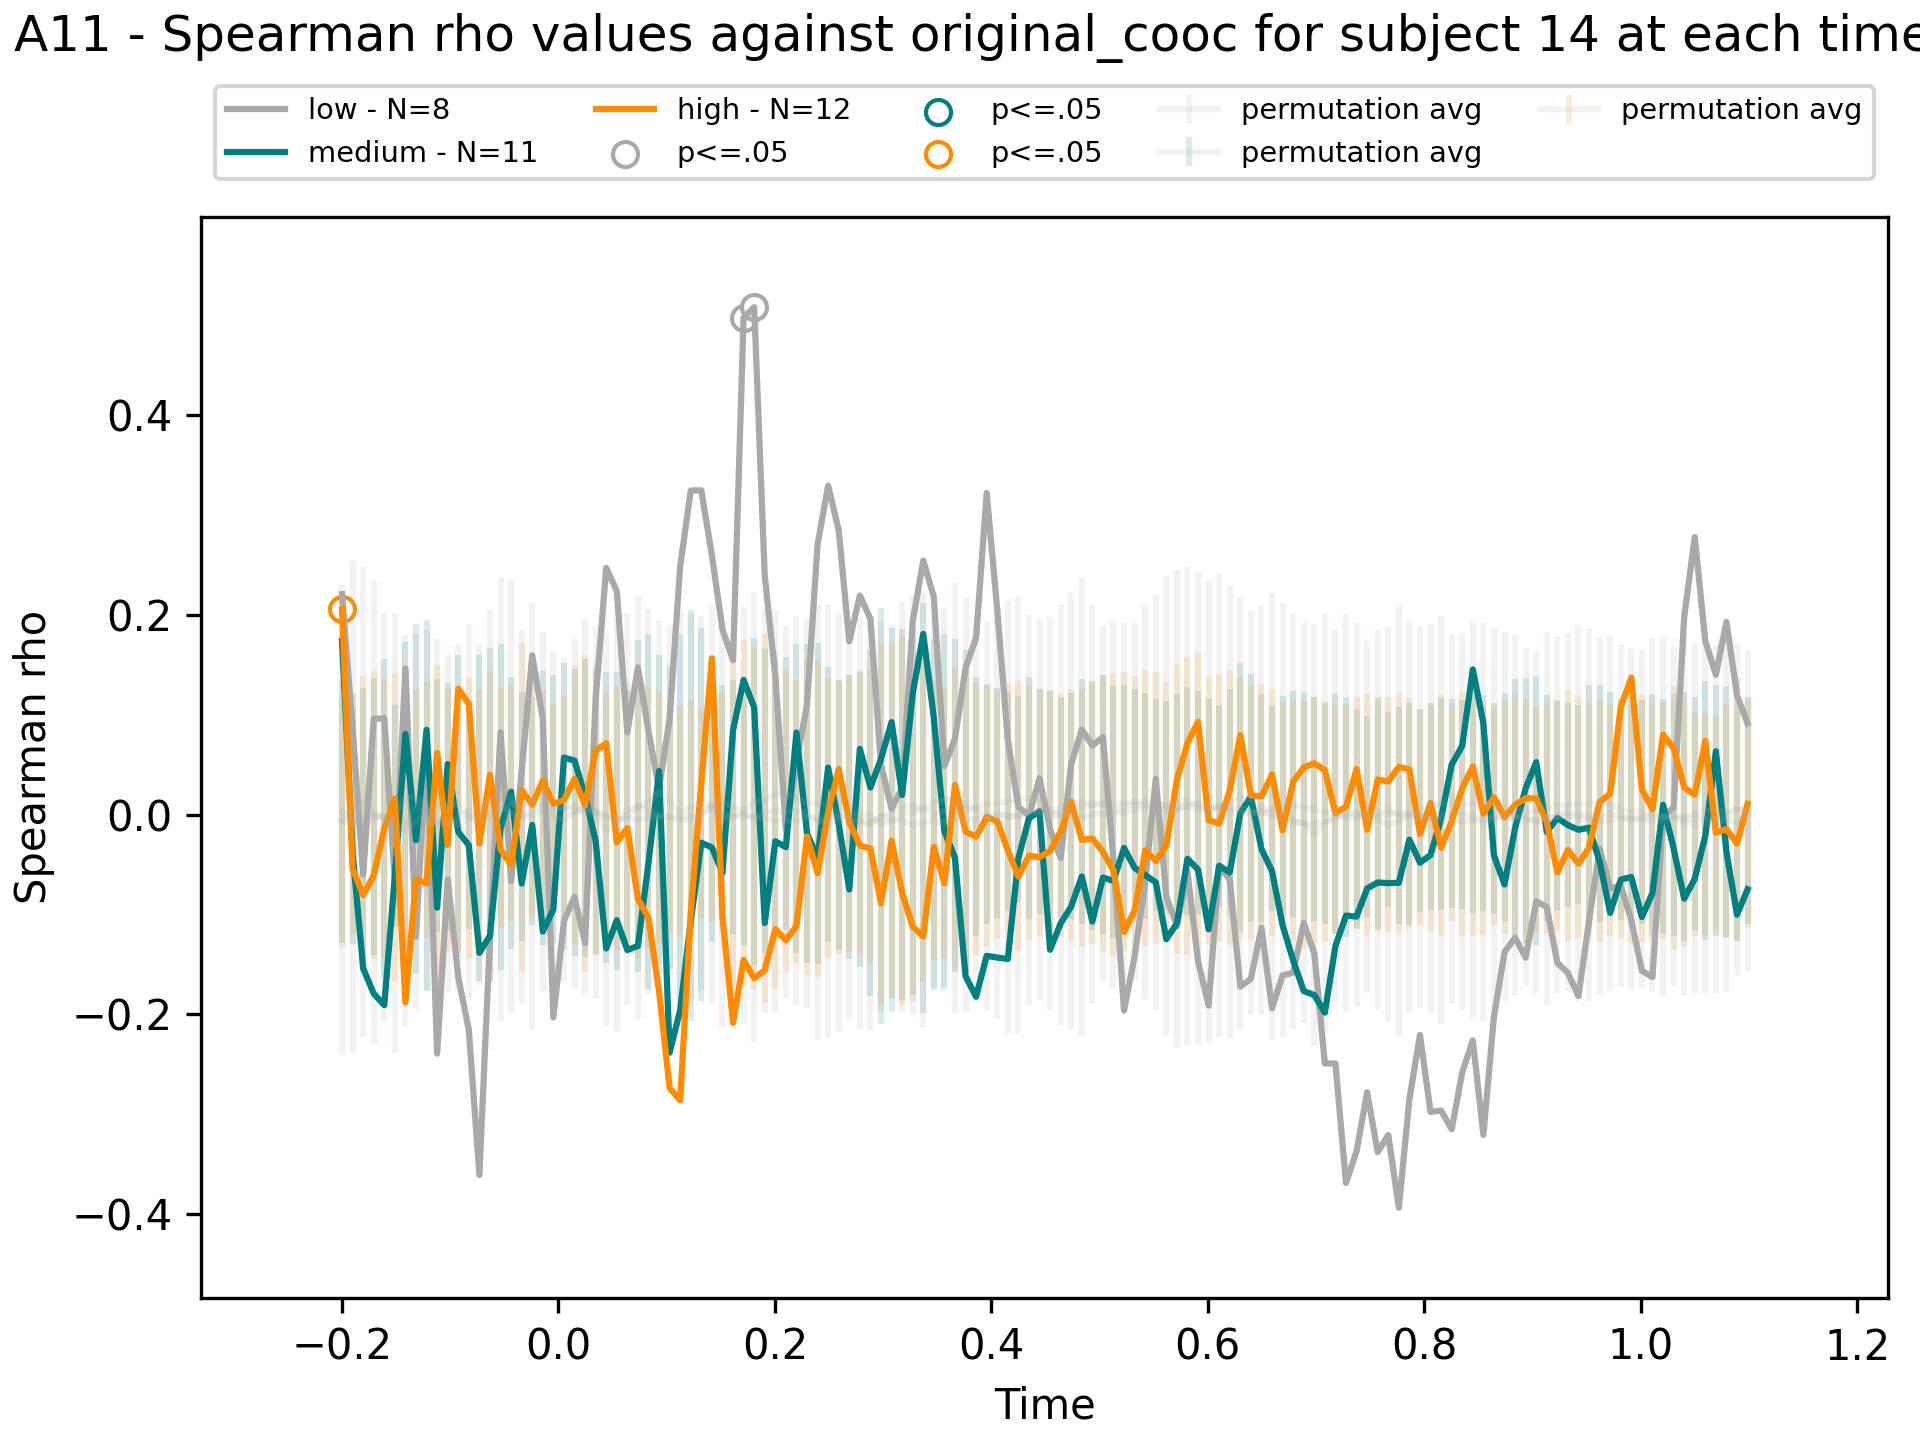 A11 - Spearman rho values against original_cooc for subject 14 at each time
low - N=8
medium - N=11
high - N=12
p<=.05
p<=.05
p<=.05
permutation avg
permutation avg
permutation avg
Spearman rho
0.4
0.2
0.0
−0.2
−0.4
−0.2 0.0 0.2 0.4 0.6 0.8 1.0 1.2
Time